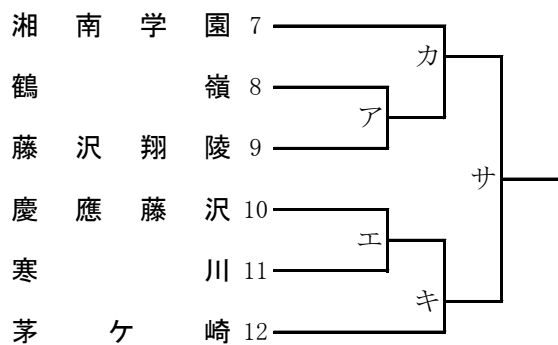 湘南学園 7
カ
鶴嶺 8
ア
藤沢翔陵 9
サ
慶應藤沢 10
エ
寒川 11
キ
茅ケ崎 12